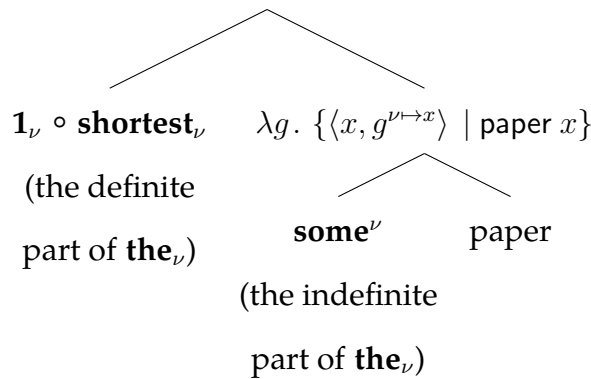 𝟏_ν ∘ shortest_ν λg. {⟨x, g^{ν↦x}⟩ | paper x}
(the definite
part of the_ν)
some^ν paper
(the indefinite
part of the_ν)